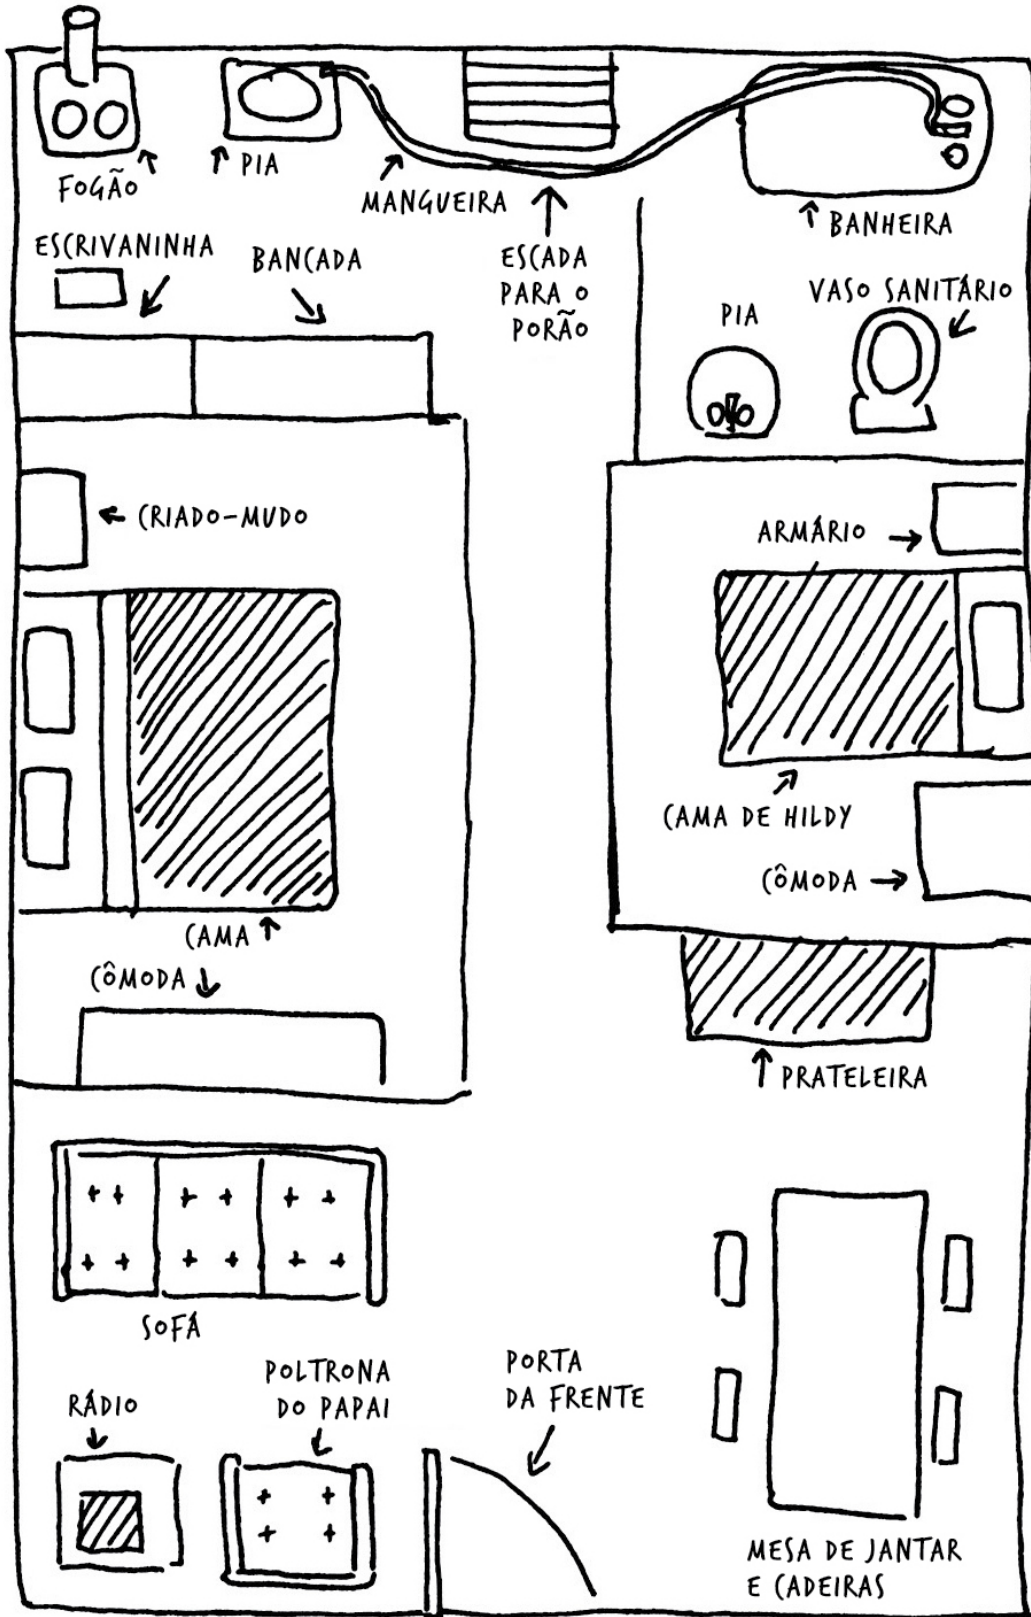 FOGÃO
PIA
MANGUEIRA
ESCADA
PARA O
PORÃO
BANHEIRA
ESCRIVANINHA
BANCADA
PIA
VASO SANITÁRIO
CRIADO-MUDO
ARMÁRIO
CAMA DE HILDY
CÔMODA
CAMA
CÔMODA
PRATELEIRA
SOFÁ
RÁDIO
POLTRONA
DO PAPAI
PORTA
DA FRENTE
MESA DE JANTAR
E CADEIRAS